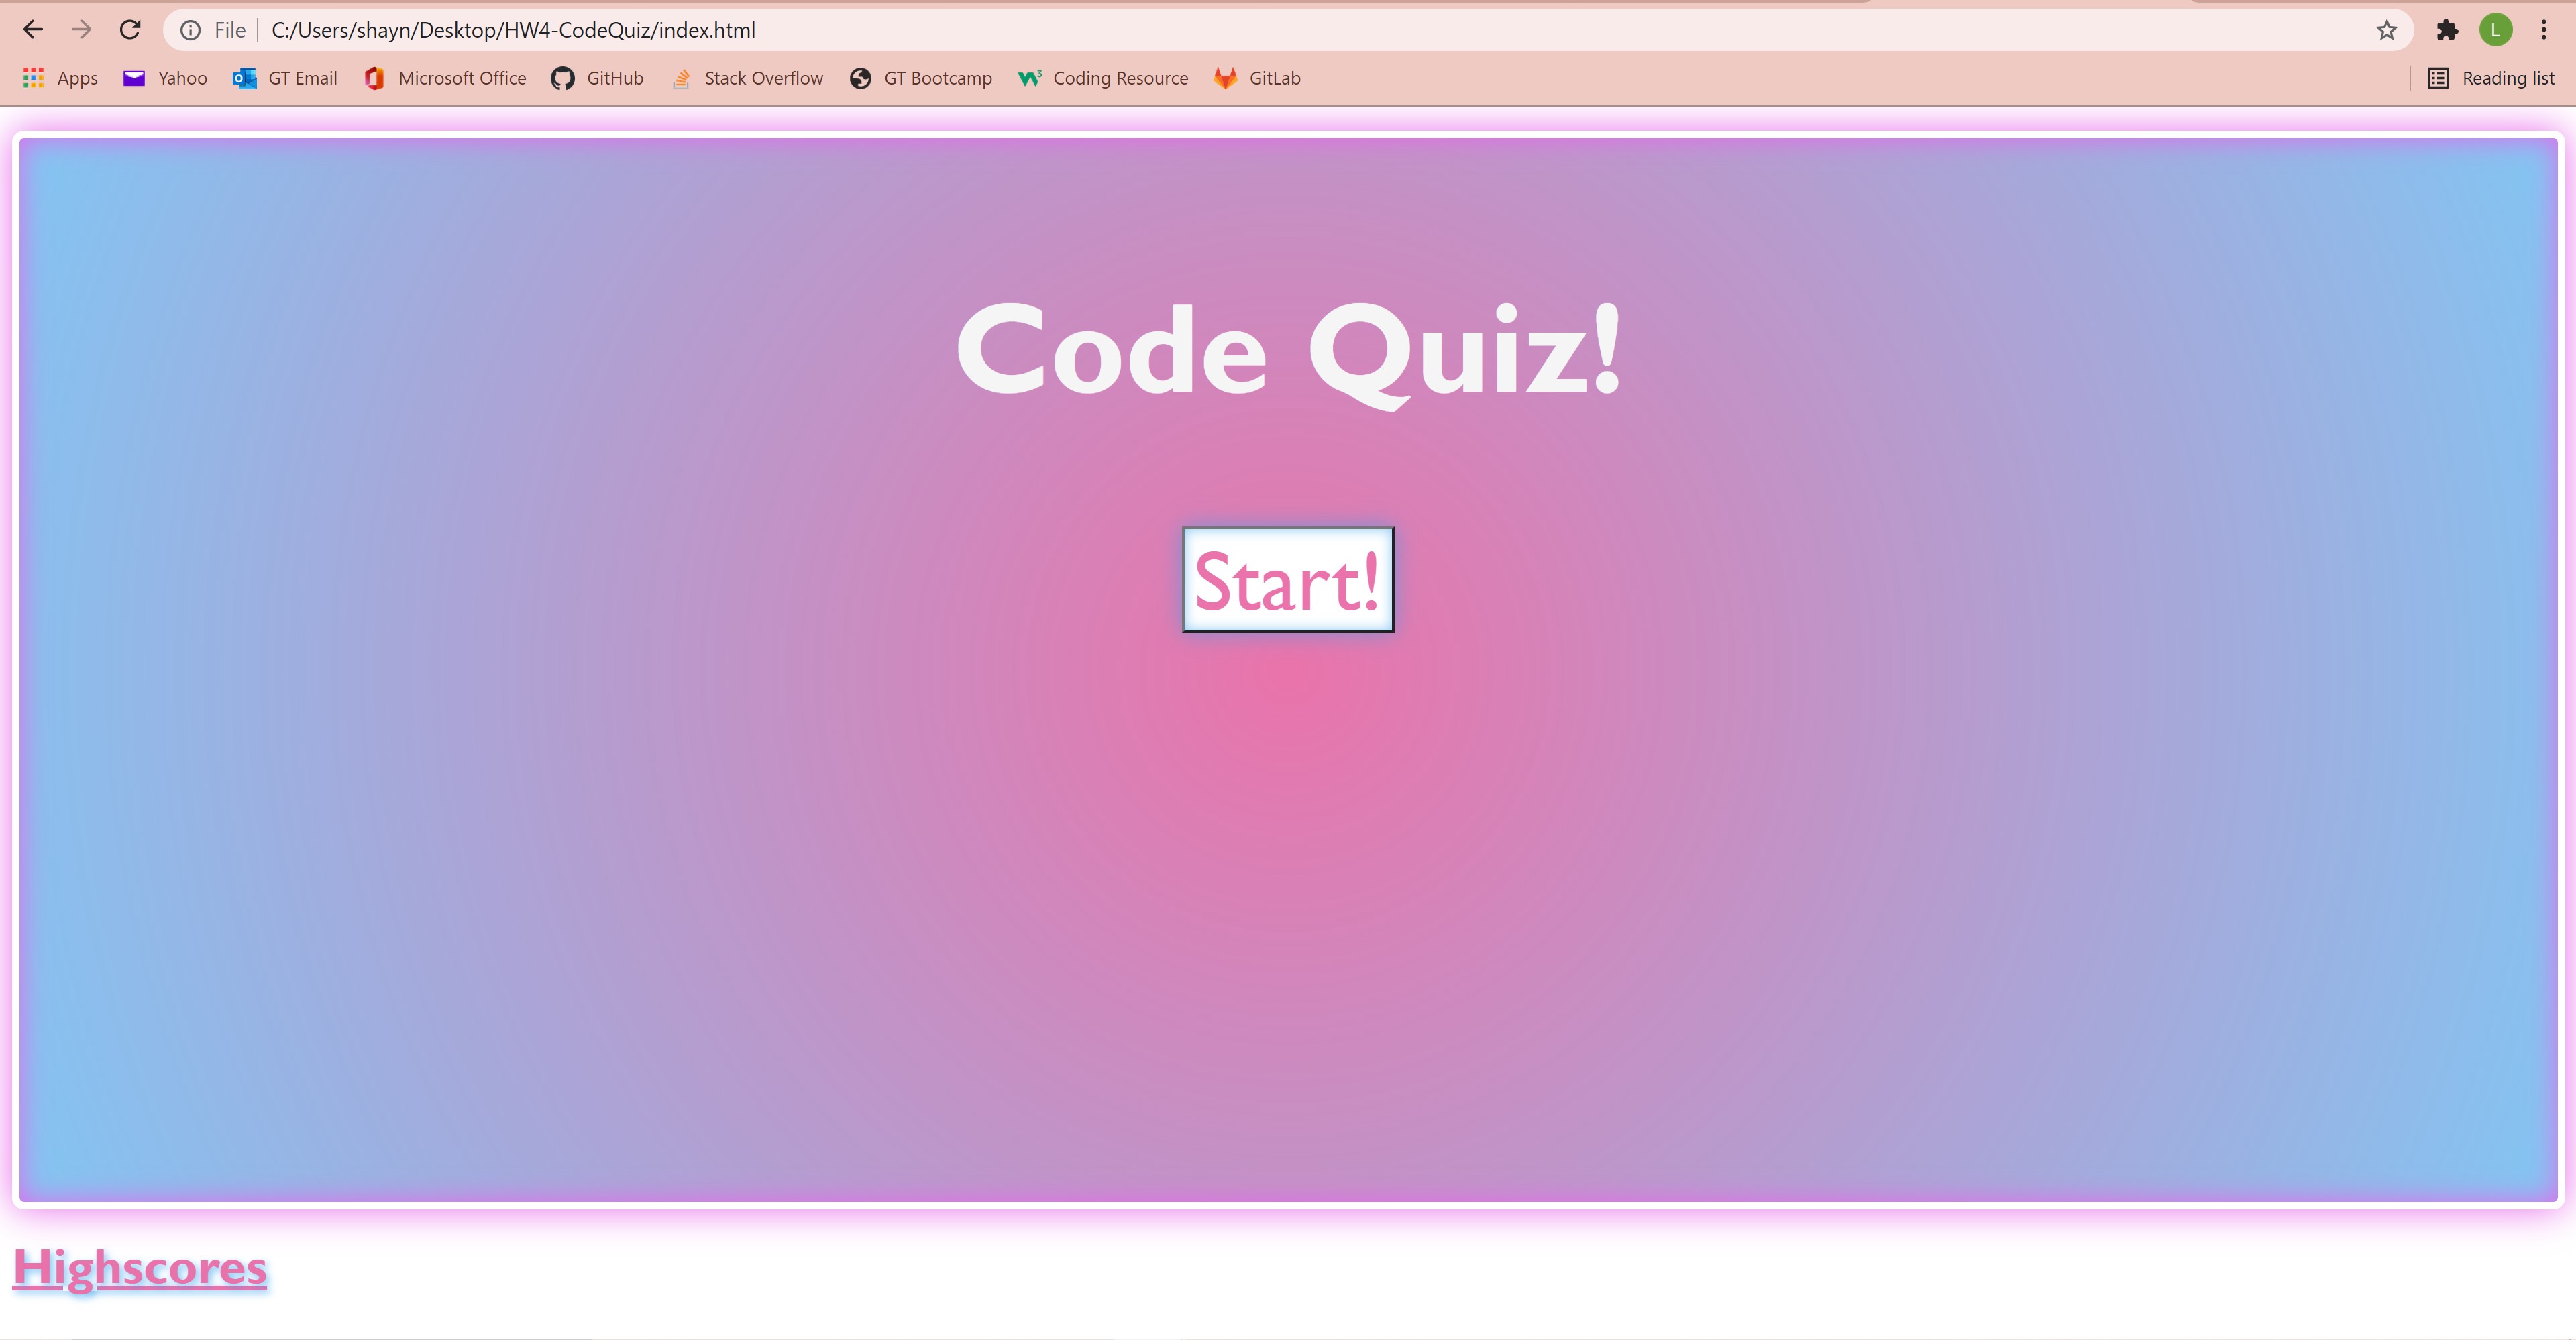 File C:/Users/shayn/Desktop/HW4-CodeQuiz/index.html L
Apps Yahoo GT Email Microsoft Office GitHub Stack Overflow GT Bootcamp W3 Coding Resource GitLab Reading list
Code Quiz!
Start!
Highscores